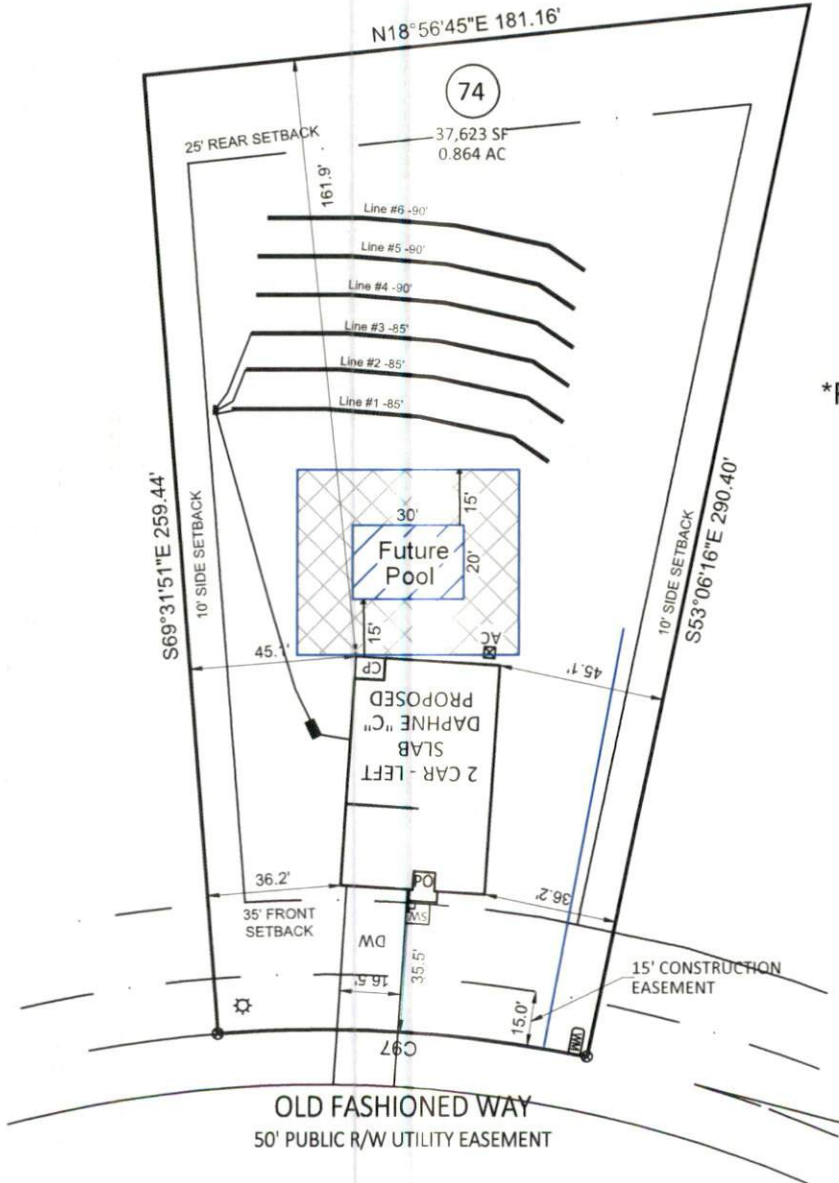 N18°56'45"E 181.16'
74
37,623 SF
0.864 AC
25' REAR SETBACK
161.9'
Line #6 -90'
Line #5 -90'
Line #4 -90'
Line #3 -85'
Line #2 -85'
Line #1 -85'
*F
S69°31'51"E 259.44'
10' SIDE SETBACK
S53°06'16"E 290.40'
10' SIDE SETBACK
15'
30'
Future
Pool
20'
15'
AC
45.1'
45.1'
CP
PROPOSED
DAPHNE "C"
SLAB
2 CAR - LEFT
36.2'
PO
36.2'
35' FRONT
SETBACK
SW
DW
35.5'
16.5'
15' CONSTRUCTION
EASEMENT
15.0'
WM
C97
OLD FASHIONED WAY
50' PUBLIC R/W UTILITY EASEMENT